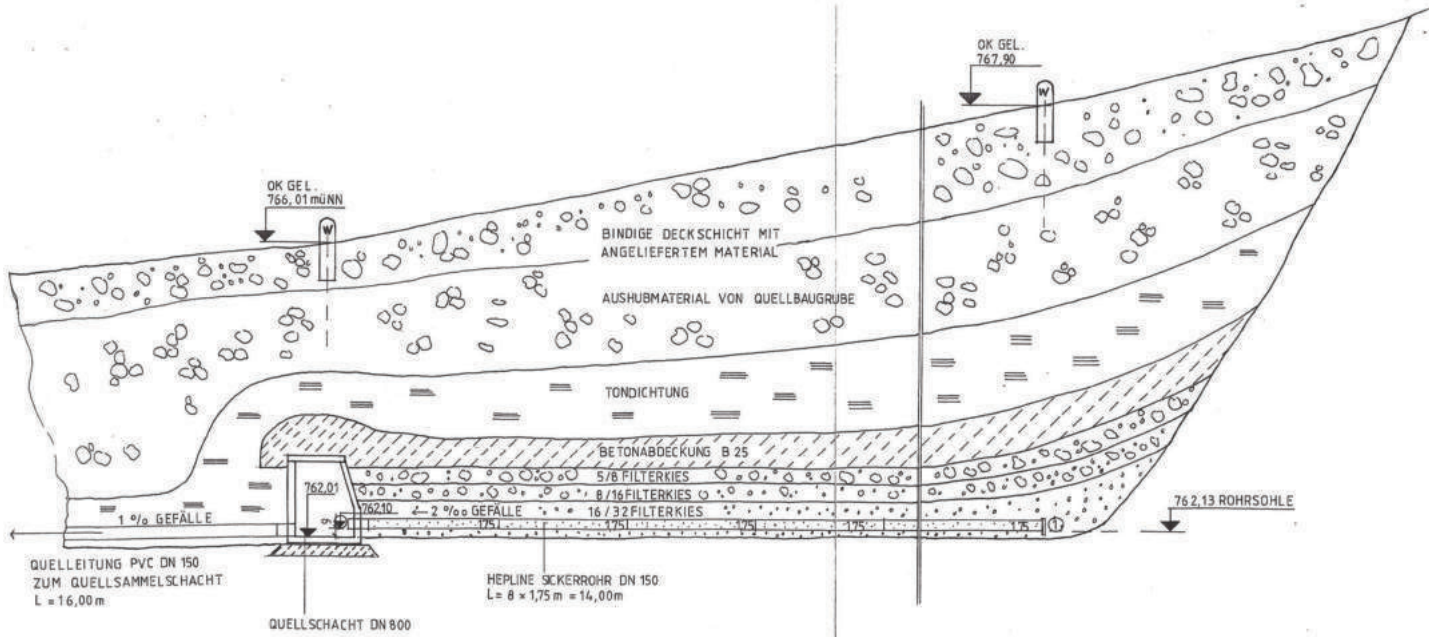 OK GEL.
767,90
W
OK GEL.
766,01 müNN
W
BINDIGE DECKSCHICHT MIT
ANGELIEFERTEM MATERIAL
AUSHUBMATERIAL VON QUELLBAUGRUBE
TONDICHTUNG
BETONABDECKUNG B 25
5/8 FILTERKIES
8/16 FILTERKIES
762,01
762,10
← 2 %o GEFÄLLE
16/32 FILTERKIES
762,13 ROHRSOHLE
1 %o GEFÄLLE
1,75 1,75 1,75 1,75 1,75
1
QUELLEITUNG PVC DN 150
ZUM QUELLSAMMELSCHACHT
L = 16,00 m
HEPLINE SICKERROHR DN 150
L = 8 x 1,75 m = 14,00 m
QUELLSCHACHT DN 800